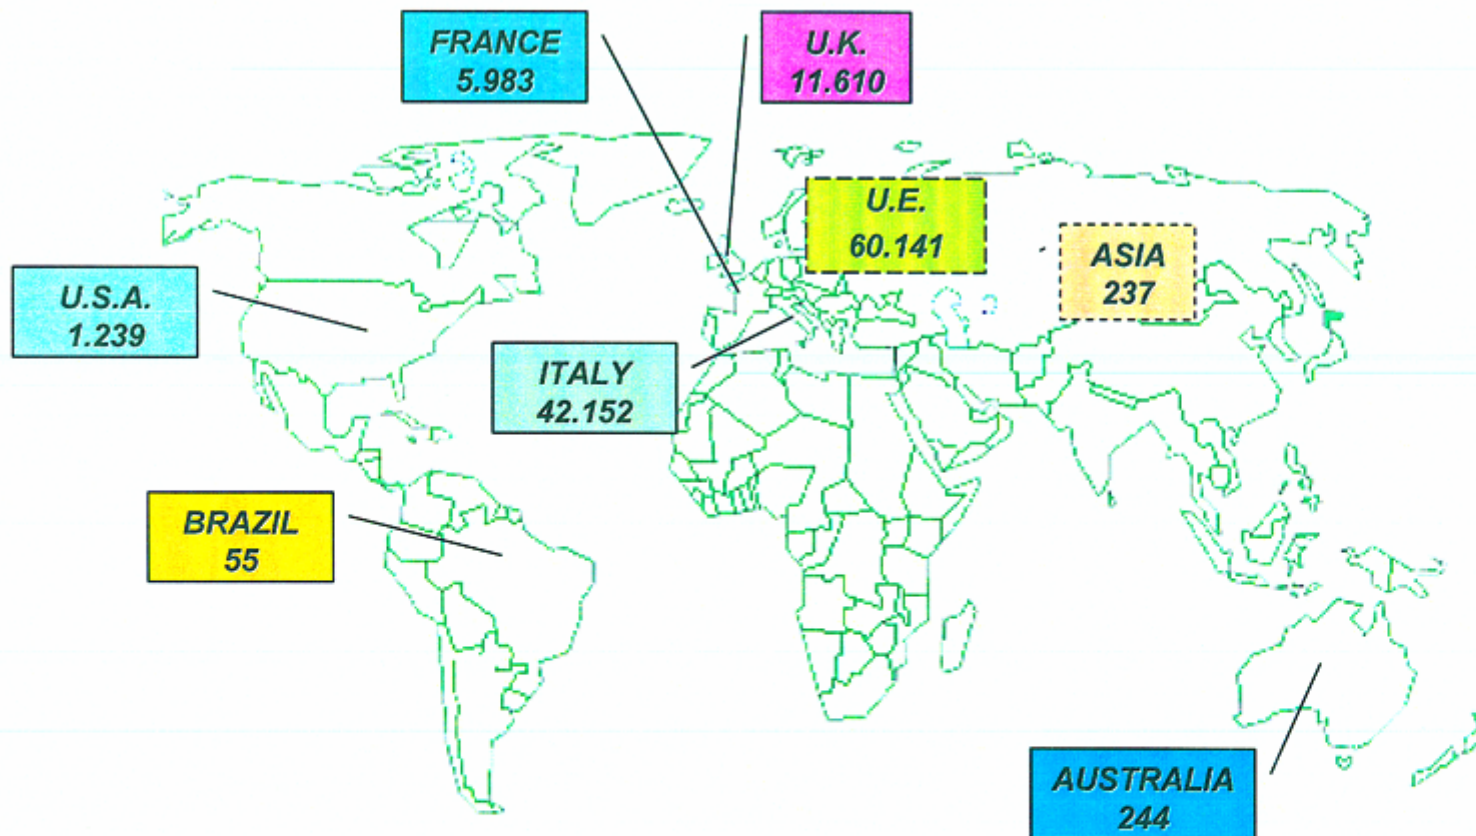 FRANCE
5.983
U.K.
11.610
U.E.
60.141
ASIA
237
U.S.A.
1.239
ITALY
42.152
BRAZIL
55
AUSTRALIA
244